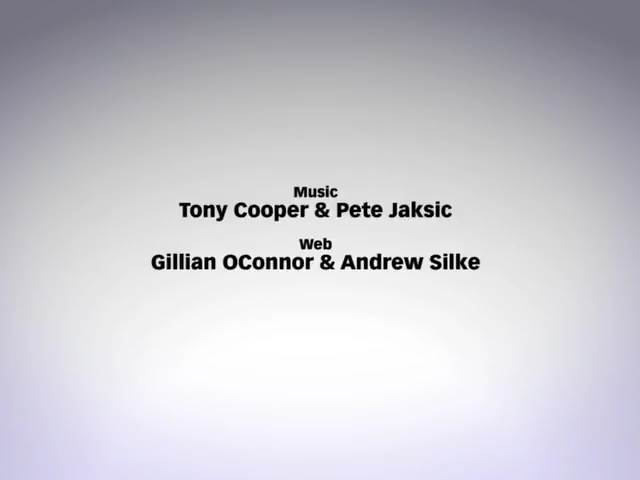 Music
Tony Cooper & Pete Jaksic
Web
Gillian OConnor & Andrew Silke